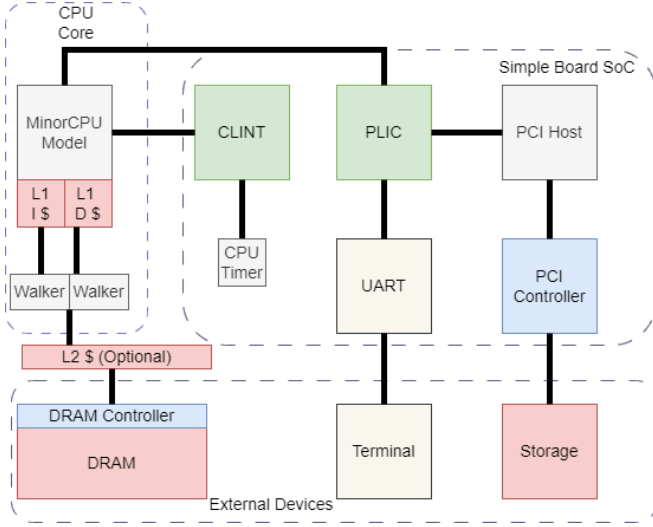 CPU
Core
Simple Board SoC
MinorCPU
Model
CLINT
PLIC
PCI Host
L1
I $
L1
D $
CPU
Timer
UART
PCI
Controller
Walker
Walker
L2 $ (Optional)
DRAM Controller
DRAM
Terminal
Storage
External Devices